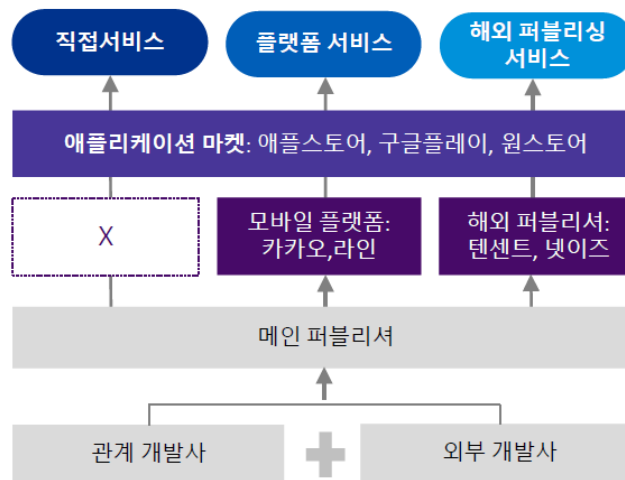 직접서비스
플랫폼 서비스
해외 퍼블리싱
서비스
애플리케이션 마켓: 애플스토어, 구글플레이, 원스토어
X
모바일 플랫폼:
카카오,라인
해외 퍼블리셔:
텐센트, 넷이즈
메인 퍼블리셔
관계 개발사
외부 개발사